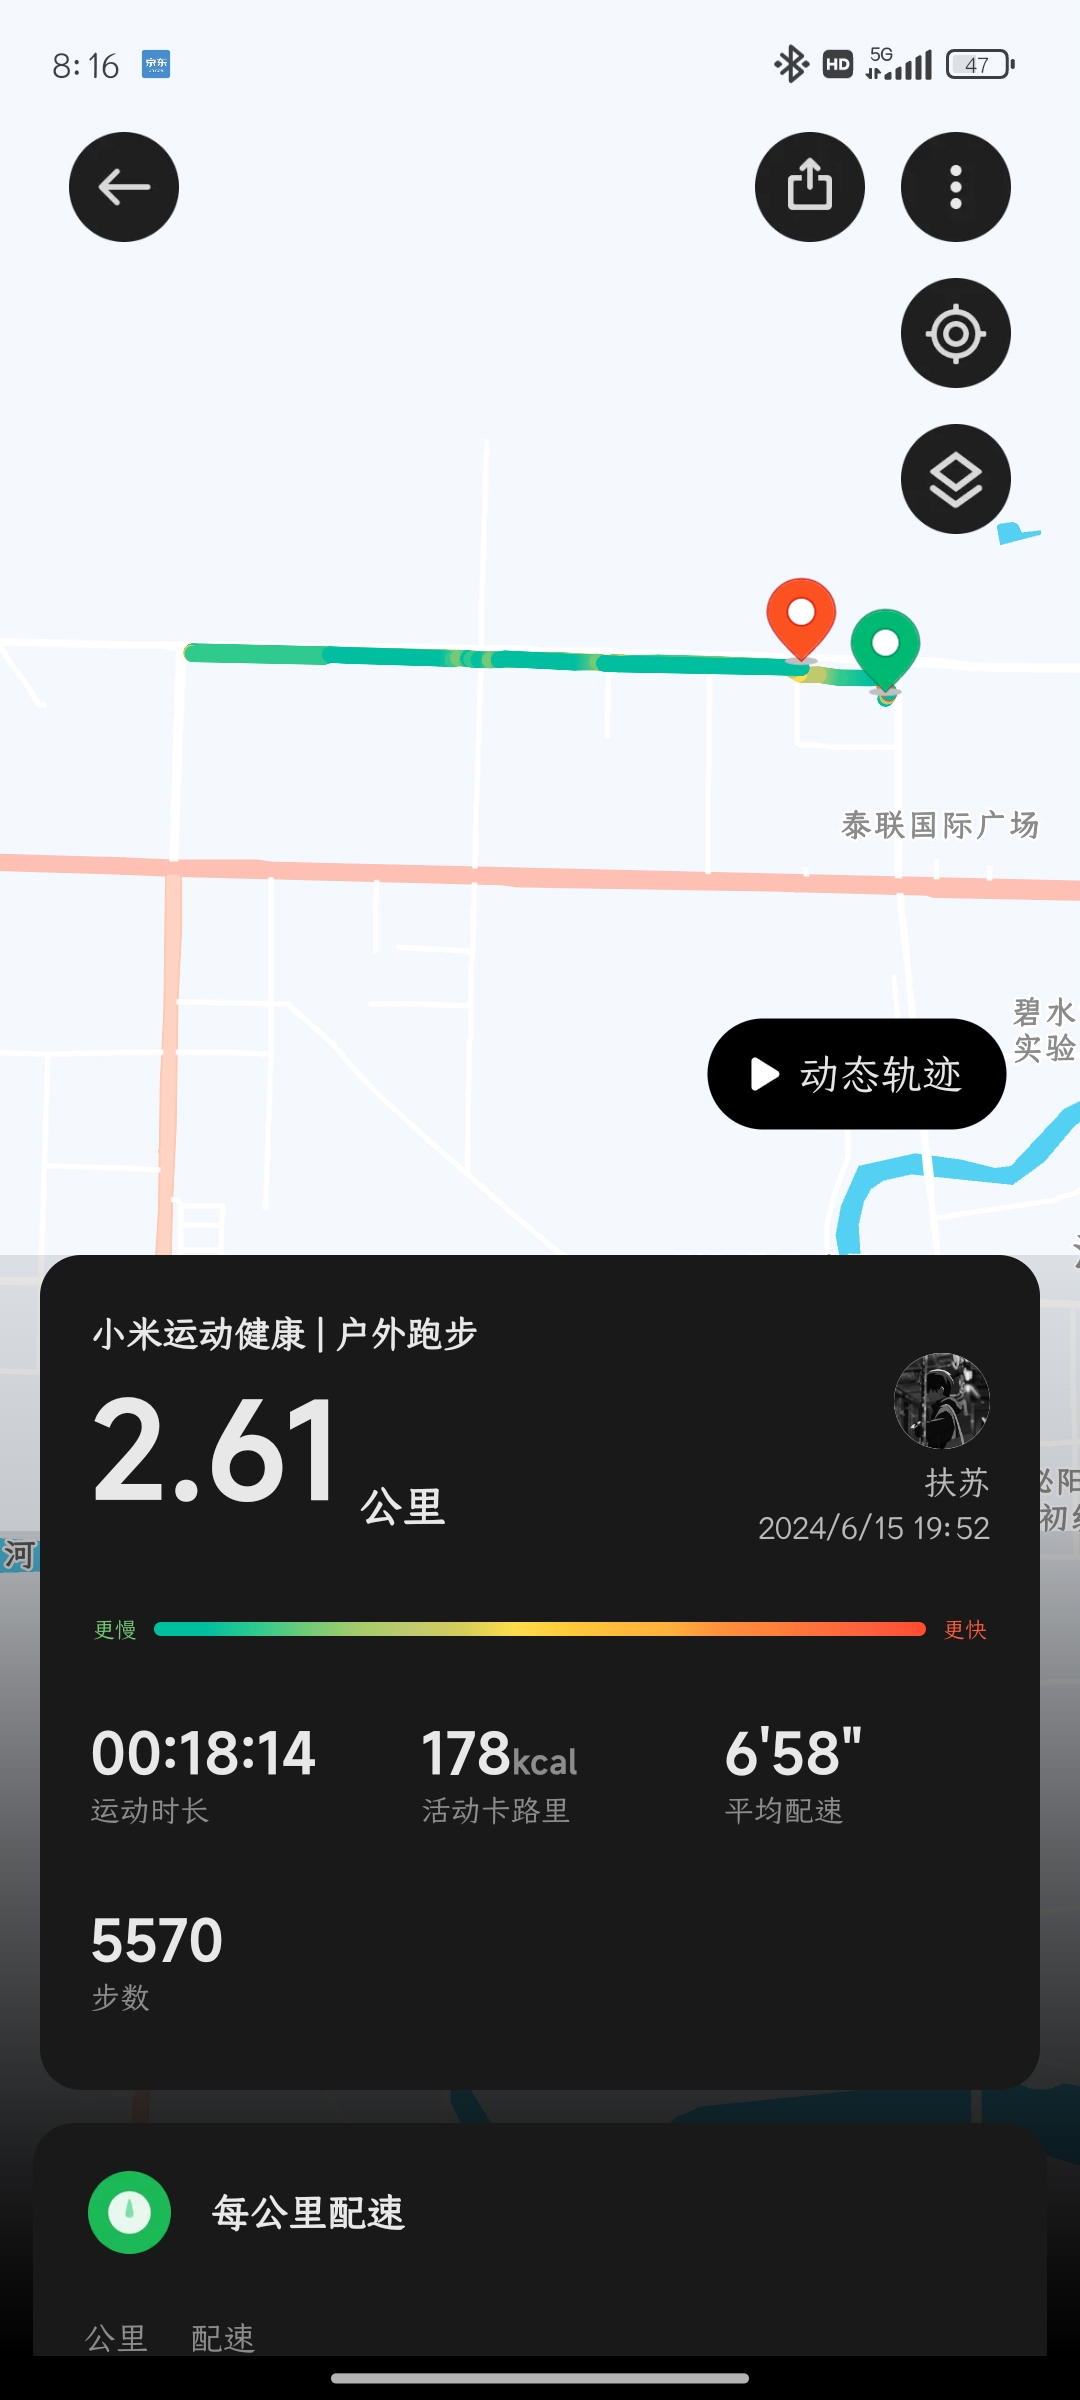 8:16
京东
HD
5G
47
泰联国际广场
碧水
实验
动态轨迹
小米运动健康 | 户外跑步
2.61 公里
扶苏
2024/6/15 19:52
河
更慢
更快
00:18:14
178kcal
6'58"
运动时长
活动卡路里
平均配速
5570
步数
每公里配速
公里 配速